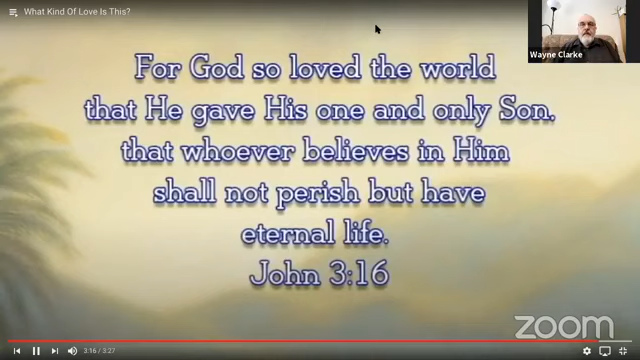 What Kind Of Love Is This?
Wayne Clarke
For God so loved the world
that He gave His one and only Son,
that whoever believes in Him
shall not perish but have
eternal life.
John 3:16
zoom
3:16 / 3:27